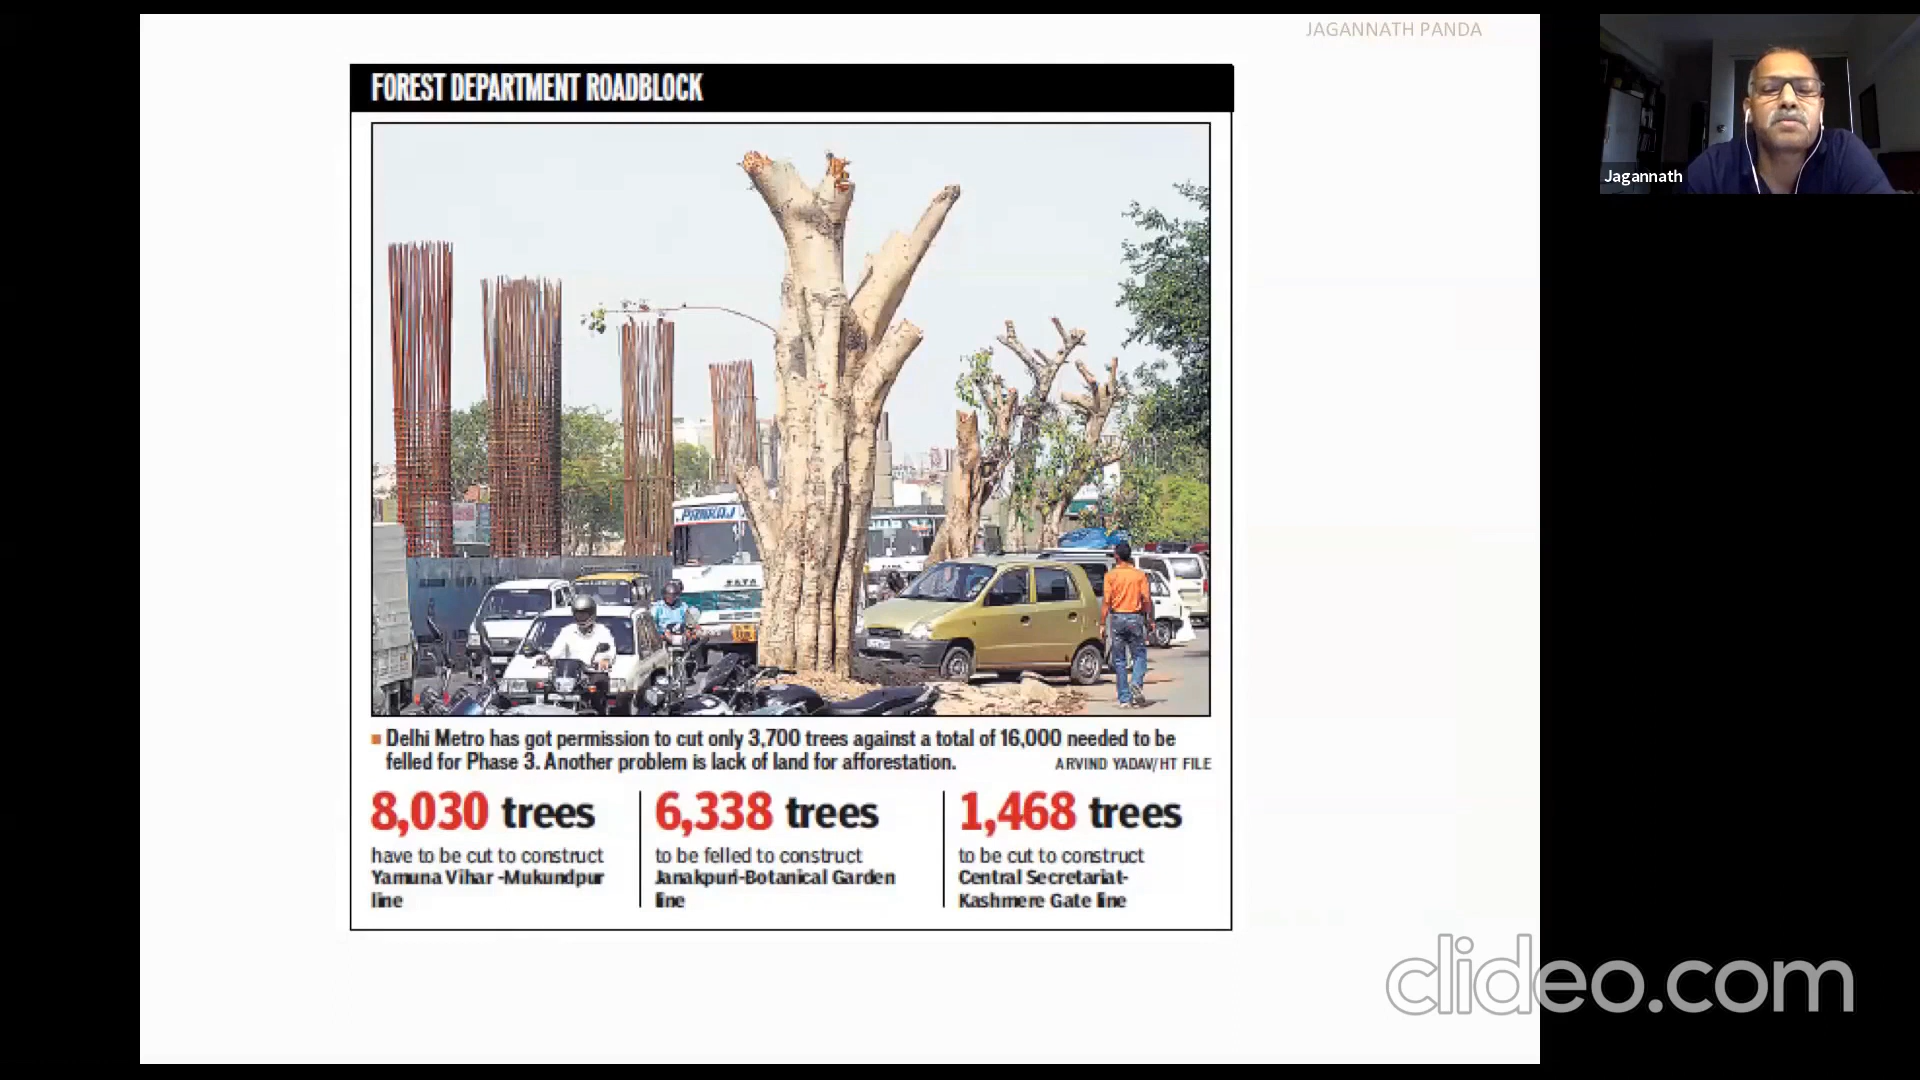 JAGANNATH PANDA
FOREST DEPARTMENT ROADBLOCK
PANKAJ
TATA
Delhi Metro has got permission to cut only 3,700 trees against a total of 16,000 needed to be
felled for Phase 3. Another problem is lack of land for afforestation.
ARVIND YADAV/HT FILE
8,030 trees
have to be cut to construct
Yamuna Vihar -Mukundpur
line
6,338 trees
to be felled to construct
Janakpuri-Botanical Garden
line
1,468 trees
to be cut to construct
Central Secretariat-
Kashmere Gate line
Jagannath
clideo.com